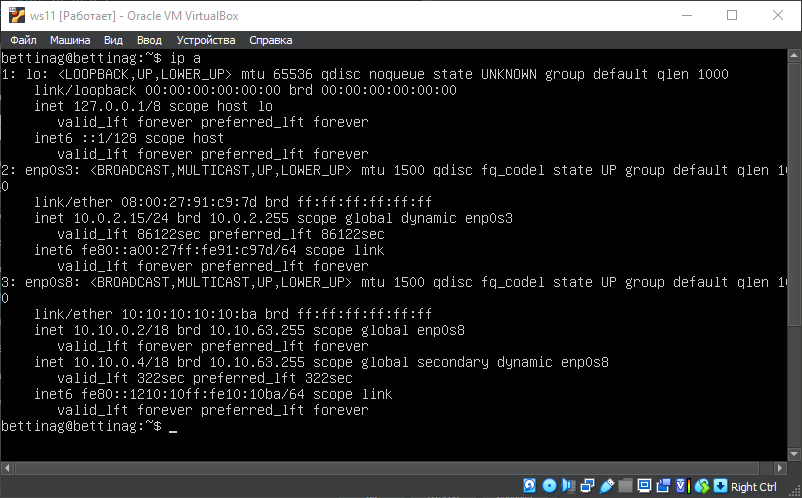 ws11 [Работает] - Oracle VM VirtualBox
Файл Машина Вид Ввод Устройства Справка
bettinag@bettinag:~$ ip a
1: lo: <LOOPBACK,UP,LOWER_UP> mtu 65536 qdisc noqueue state UNKNOWN group default qlen 1000
    link/loopback 00:00:00:00:00:00 brd 00:00:00:00:00:00
    inet 127.0.0.1/8 scope host lo
       valid_lft forever preferred_lft forever
    inet6 ::1/128 scope host
       valid_lft forever preferred_lft forever
2: enp0s3: <BROADCAST,MULTICAST,UP,LOWER_UP> mtu 1500 qdisc fq_codel state UP group default qlen 10
0
    link/ether 08:00:27:91:c9:7d brd ff:ff:ff:ff:ff:ff
    inet 10.0.2.15/24 brd 10.0.2.255 scope global dynamic enp0s3
       valid_lft 86122sec preferred_lft 86122sec
    inet6 fe80::a00:27ff:fe91:c97d/64 scope link
       valid_lft forever preferred_lft forever
3: enp0s8: <BROADCAST,MULTICAST,UP,LOWER_UP> mtu 1500 qdisc fq_codel state UP group default qlen 10
0
    link/ether 10:10:10:10:10:ba brd ff:ff:ff:ff:ff:ff
    inet 10.10.0.2/18 brd 10.10.63.255 scope global enp0s8
       valid_lft forever preferred_lft forever
    inet 10.10.0.4/18 brd 10.10.63.255 scope global secondary dynamic enp0s8
       valid_lft 322sec preferred_lft 322sec
    inet6 fe80::1210:10ff:fe10:10ba/64 scope link
       valid_lft forever preferred_lft forever
bettinag@bettinag:~$ _
Right Ctrl